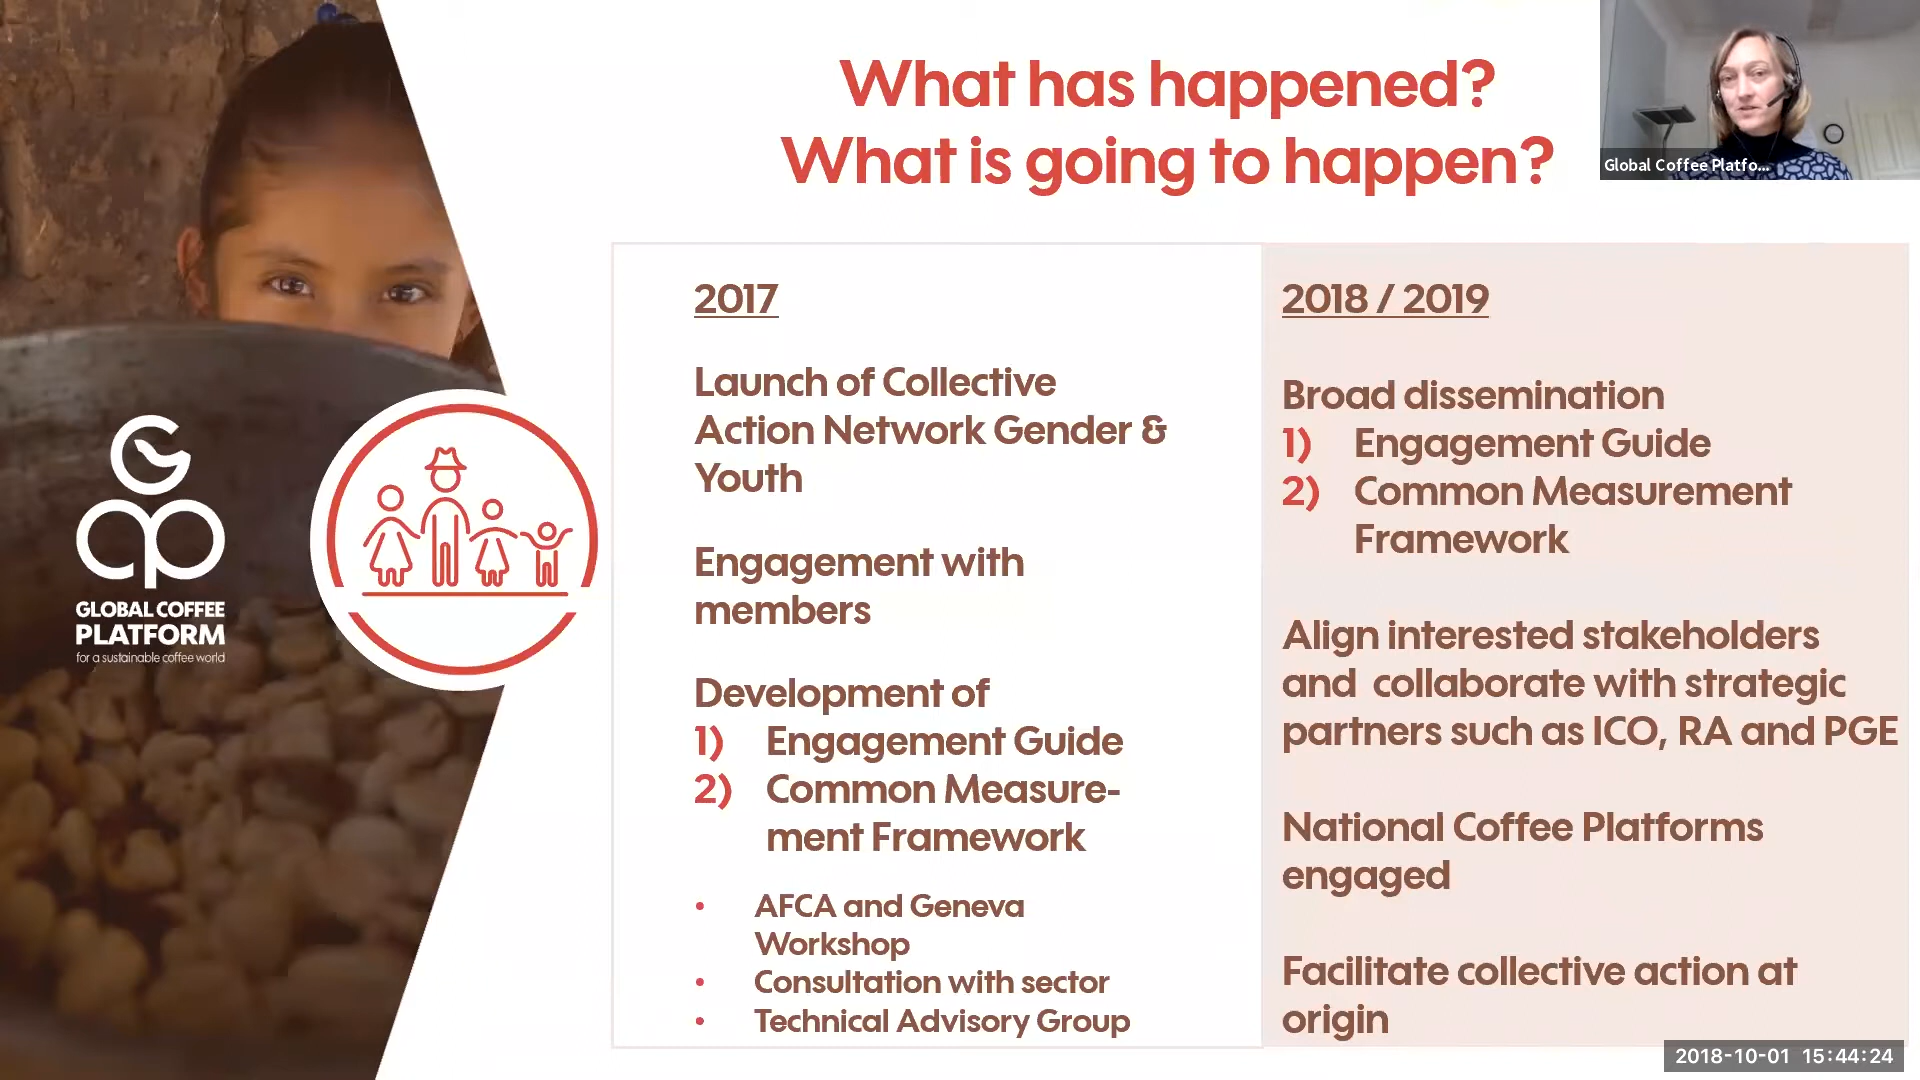 What has happened?
What is going to happen?
Global Coffee Platfo...
GLOBAL COFFEE
PLATFORM
for a sustainable coffee world
2017
Launch of Collective
Action Network Gender &
Youth
Engagement with
members
Development of
1) Engagement Guide
2) Common Measure-
ment Framework
• AFCA and Geneva
Workshop
• Consultation with sector
• Technical Advisory Group
2018 / 2019
Broad dissemination
1) Engagement Guide
2) Common Measurement
Framework
Align interested stakeholders
and collaborate with strategic
partners such as ICO, RA and PGE
National Coffee Platforms
engaged
Facilitate collective action at
origin
2018-10-01 15:44:24